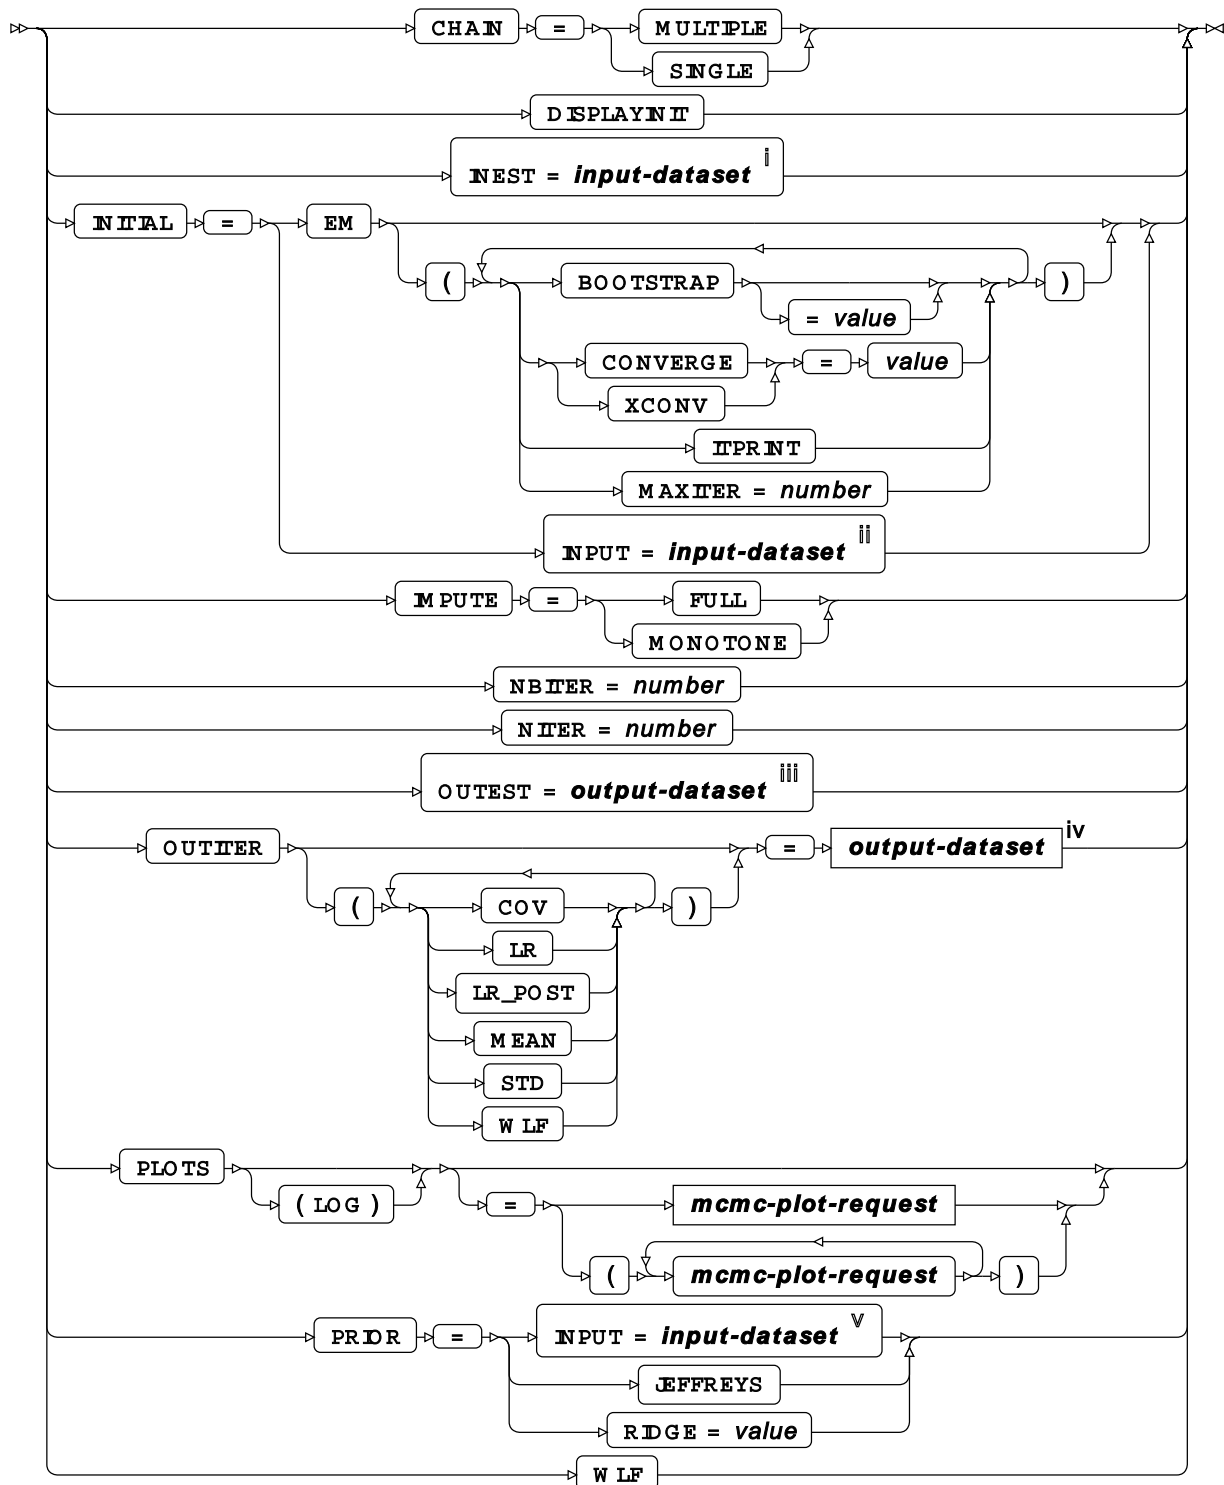 CHAIN = MULTIPLE
SINGLE
DISPLAYINIT
INEST = input-dataset i
INITIAL = EM
( BOOTSTRAP )
= value
CONVERGE = value
XCONV
ITPRINT
MAXITER = number
INPUT = input-dataset ii
IMPUTE = FULL
MONOTONE
NBITER = number
NITER = number
OUTEST = output-dataset iii
OUTITER = output-dataset iv
( COV )
LR
LR_POST
MEAN
STD
WLF
PLOTS
(LOG) = mcmc-plot-request
( mcmc-plot-request )
PRIOR = INPUT = input-dataset v
JEFFREYS
RIDGE = value
WLF